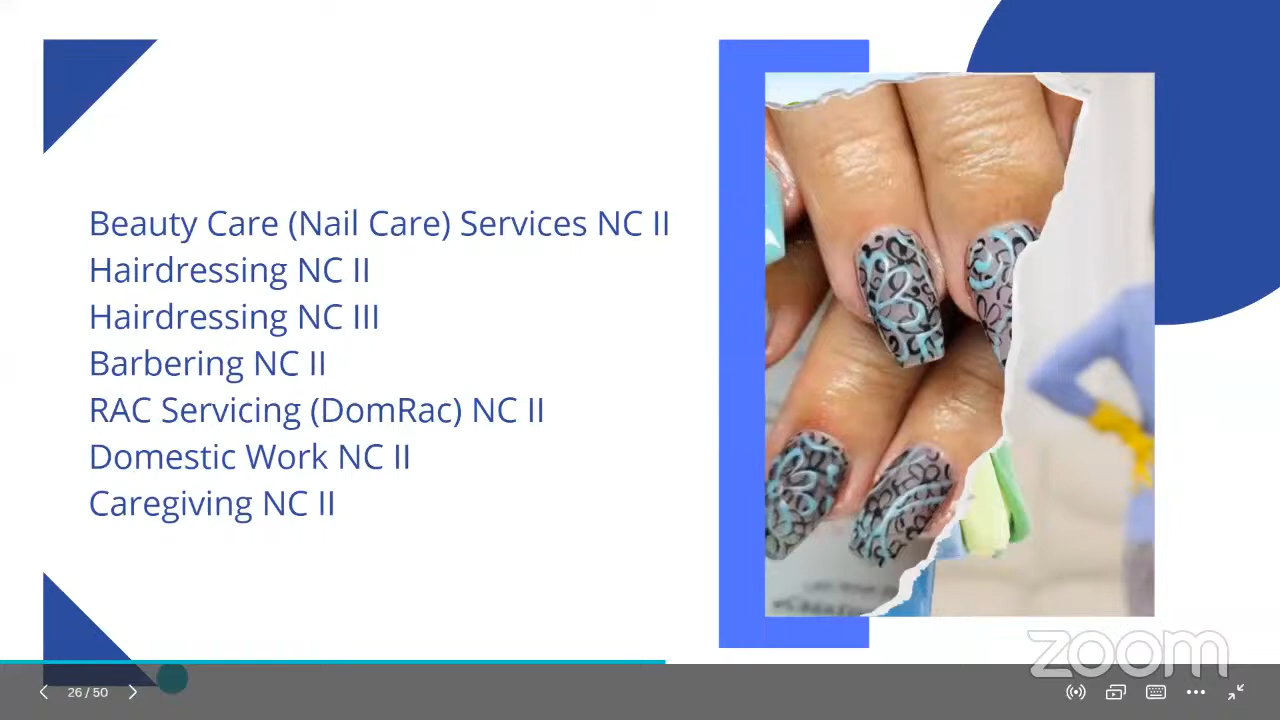 Beauty Care (Nail Care) Services NC II
Hairdressing NC II
Hairdressing NC III
Barbering NC II
RAC Servicing (DomRac) NC II
Domestic Work NC II
Caregiving NC II
zoom
26 / 50